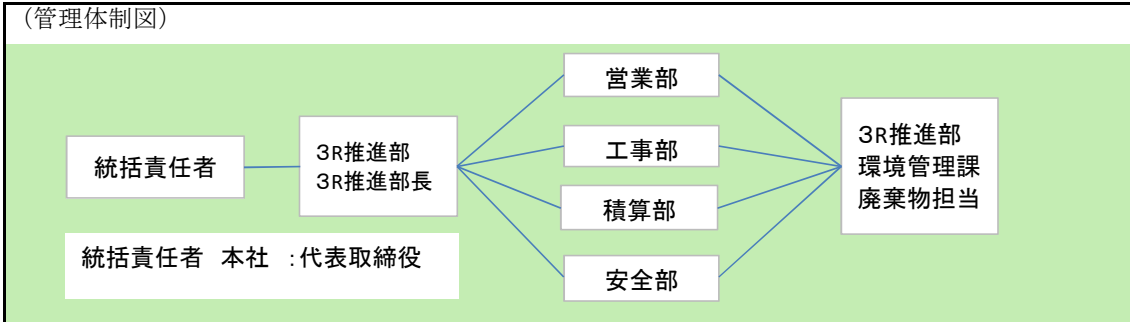 （管理体制図）
統括責任者
3R推進部
3R推進部長
営業部
工事部
積算部
安全部
3R推進部
環境管理課
廃棄物担当
統括責任者 本社 ：代表取締役